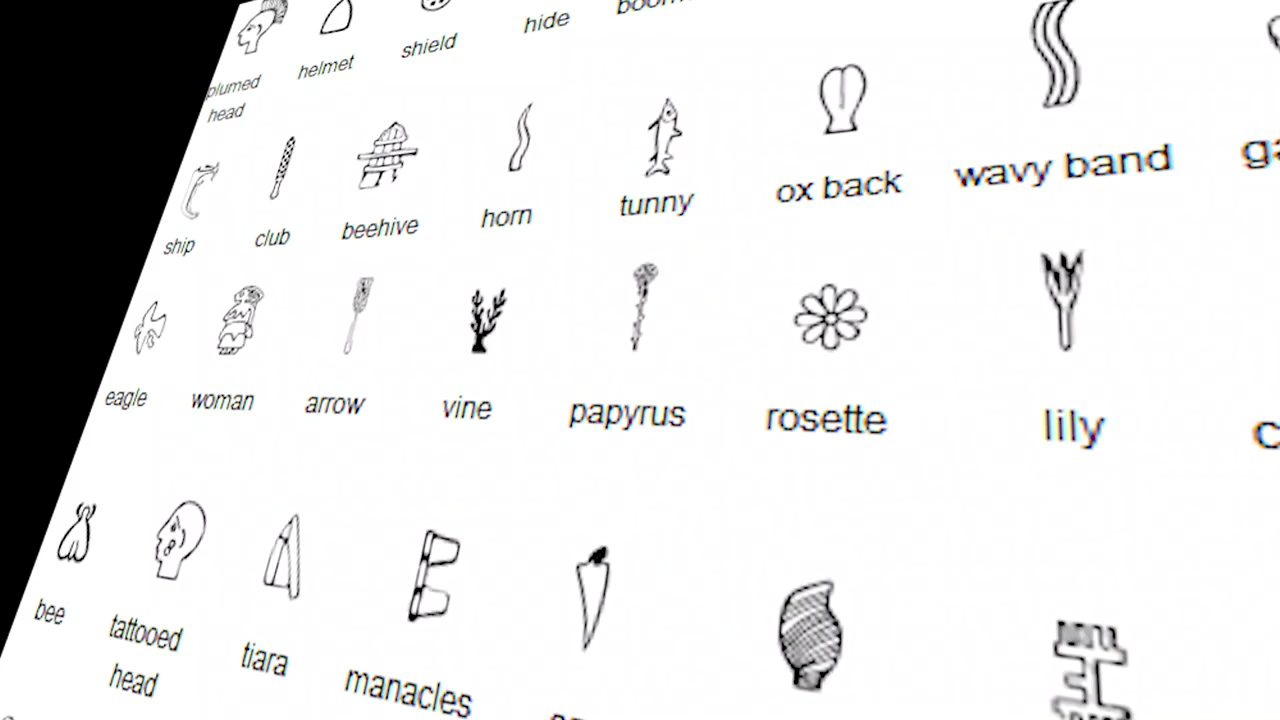 plumed
head
helmet
shield
hide
ship
club
beehive
horn
tunny
ox back
wavy band
eagle
woman
arrow
vine
papyrus
rosette
lily
bee
tattooed
head
tiara
manacles